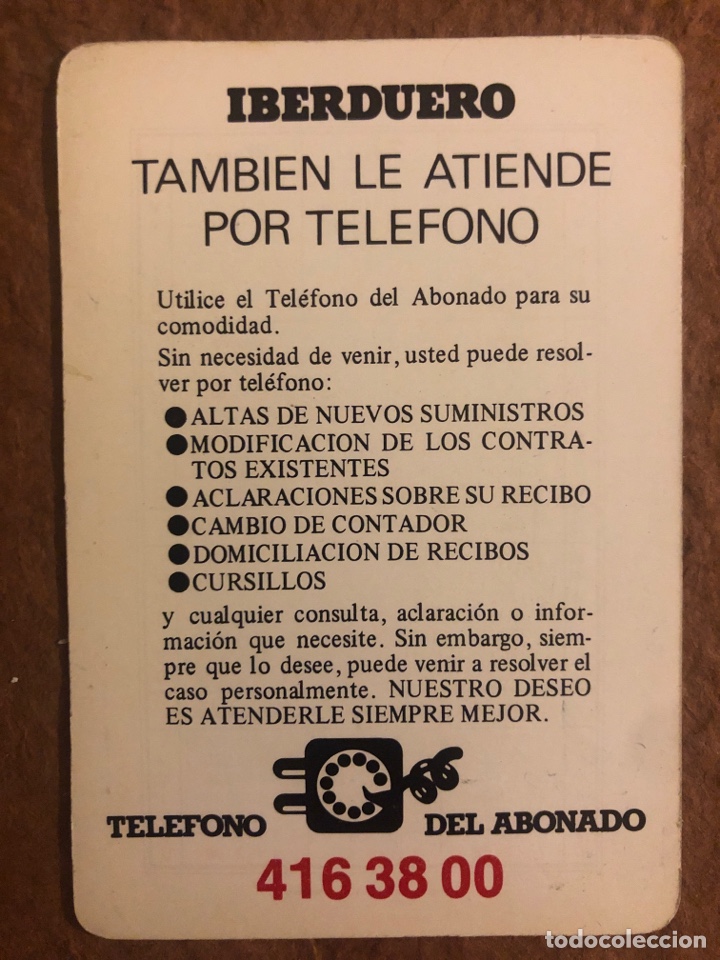 IBERDUERO
TAMBIEN LE ATIENDE
POR TELEFONO
Utilice el Teléfono del Abonado para su
comodidad.
Sin necesidad de venir, usted puede resol-
ver por teléfono:
●ALTAS DE NUEVOS SUMINISTROS
●MODIFICACION DE LOS CONTRA-
TOS EXISTENTES
●ACLARACIONES SOBRE SU RECIBO
●CAMBIO DE CONTADOR
●DOMICILIACION DE RECIBOS
●CURSILLOS
y cualquier consulta, aclaración o infor-
mación que necesite. Sin embargo, siem-
pre que lo desee, puede venir a resolver el
caso personalmente. NUESTRO DESEO
ES ATENDERLE SIEMPRE MEJOR.
TELEFONO DEL ABONADO
416 38 00
todocoleccion